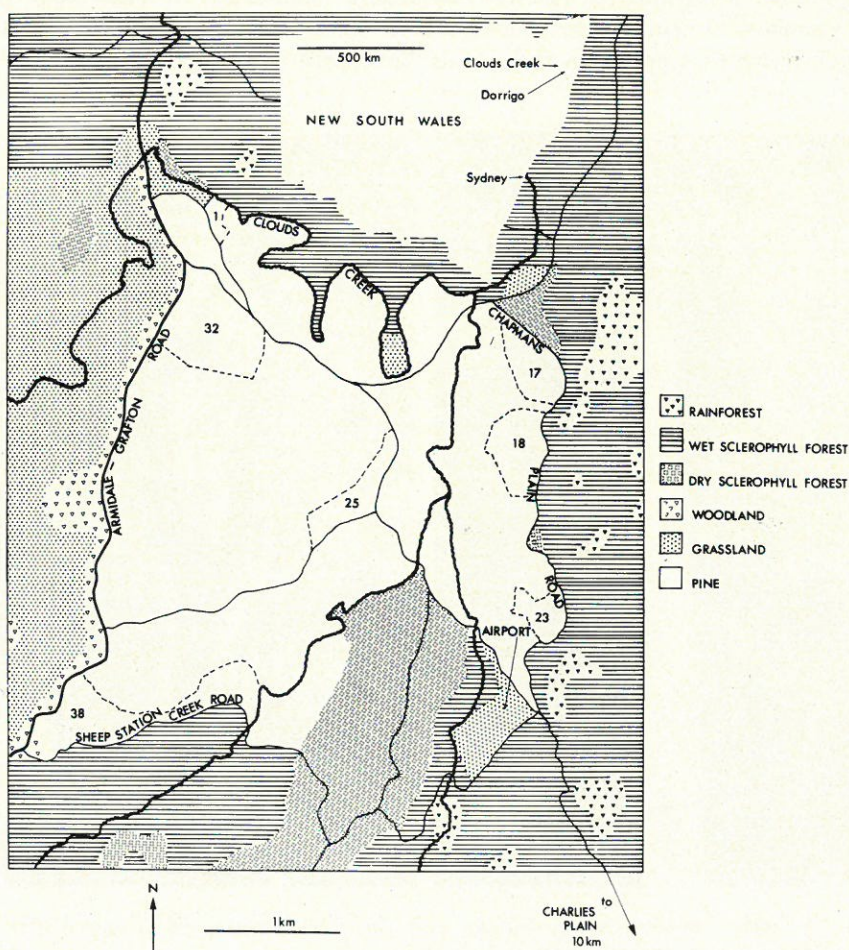 500 km
Clouds Creek
Dorrigo
NEW SOUTH WALES
Sydney
1
CLOUDS
CREEK
CHAPMANS
PLAIN
ROAD
32
17
18
ARMIDALE - GRAFTON ROAD
25
23
AIRPORT
38
SHEEP STATION CREEK ROAD
RAINFOREST
WET SCLEROPHYLL FOREST
DRY SCLEROPHYLL FOREST
WOODLAND
GRASSLAND
PINE
N
1km
to
CHARLIES
PLAIN
10 km